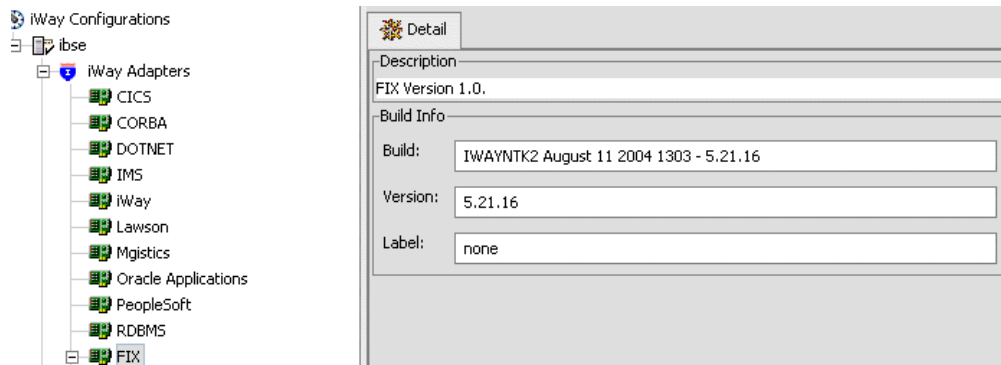 iWay Configurations
ibse
iWay Adapters
CICS
CORBA
DOTNET
IMS
iWay
Lawson
Mgistics
Oracle Applications
PeopleSoft
RDBMS
FIX
Detail
Description
FIX Version 1.0.
Build Info
Build: IWAYNTK2 August 11 2004 1303 - 5.21.16
Version: 5.21.16
Label: none